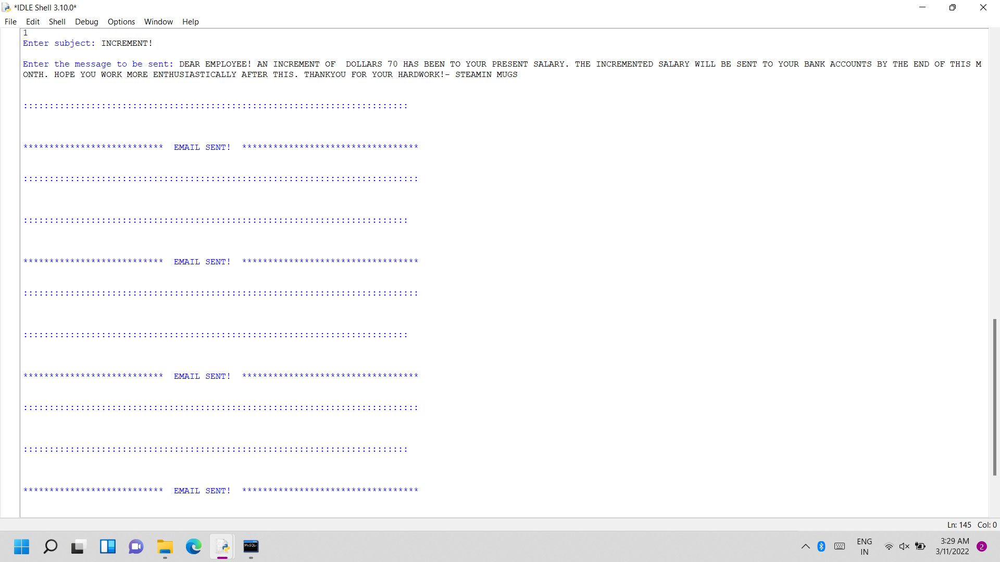 *IDLE Shell 3.10.0*
File Edit Shell Debug Options Window Help
1
Enter subject: INCREMENT!
Enter the message to be sent: DEAR EMPLOYEE! AN INCREMENT OF  DOLLARS 70 HAS BEEN TO YOUR PRESENT SALARY. THE INCREMENTED SALARY WILL BE SENT TO YOUR BANK ACCOUNTS BY THE END OF THIS M
ONTH. HOPE YOU WORK MORE ENTHUSIASTICALLY AFTER THIS. THANKYOU FOR YOUR HARDWORK!- STEAMIN MUGS
::::::::::::::::::::::::::::::::::::::::::::::::::::::::::::::::::::::::::
***************************  EMAIL SENT!  **********************************
::::::::::::::::::::::::::::::::::::::::::::::::::::::::::::::::::::::::::::
::::::::::::::::::::::::::::::::::::::::::::::::::::::::::::::::::::::::::
***************************  EMAIL SENT!  **********************************
::::::::::::::::::::::::::::::::::::::::::::::::::::::::::::::::::::::::::::
::::::::::::::::::::::::::::::::::::::::::::::::::::::::::::::::::::::::::
***************************  EMAIL SENT!  **********************************
::::::::::::::::::::::::::::::::::::::::::::::::::::::::::::::::::::::::::::
::::::::::::::::::::::::::::::::::::::::::::::::::::::::::::::::::::::::::
***************************  EMAIL SENT!  **********************************
Ln: 145 Col: 0
MySQL
ENG
IN
3:29 AM
3/11/2022
2